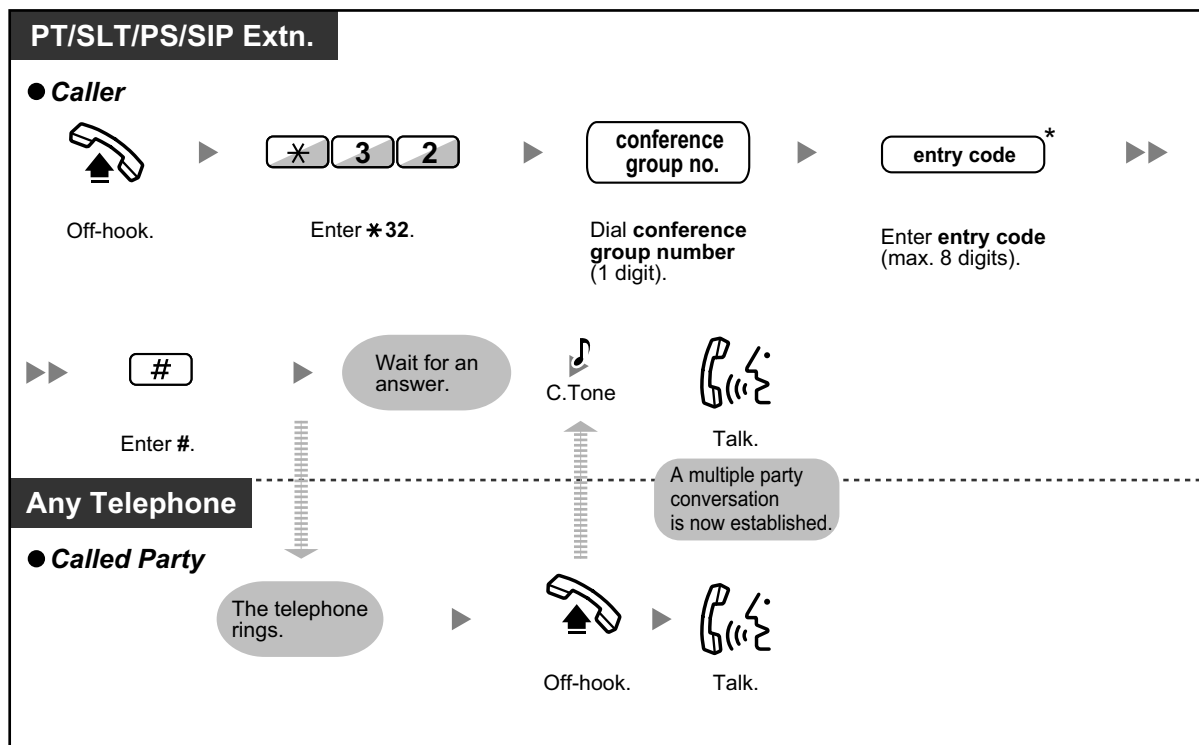 PT/SLT/PS/SIP Extn.
● Caller
* 3 2
conference
group no.
entry code*
Off-hook.
Enter *32.
Dial conference
group number
(1 digit).
Enter entry code
(max. 8 digits).
#
Wait for an
answer.
C.Tone
Enter #.
Talk.
A multiple party
conversation
is now established.
Any Telephone
● Called Party
The telephone
rings.
Off-hook.
Talk.